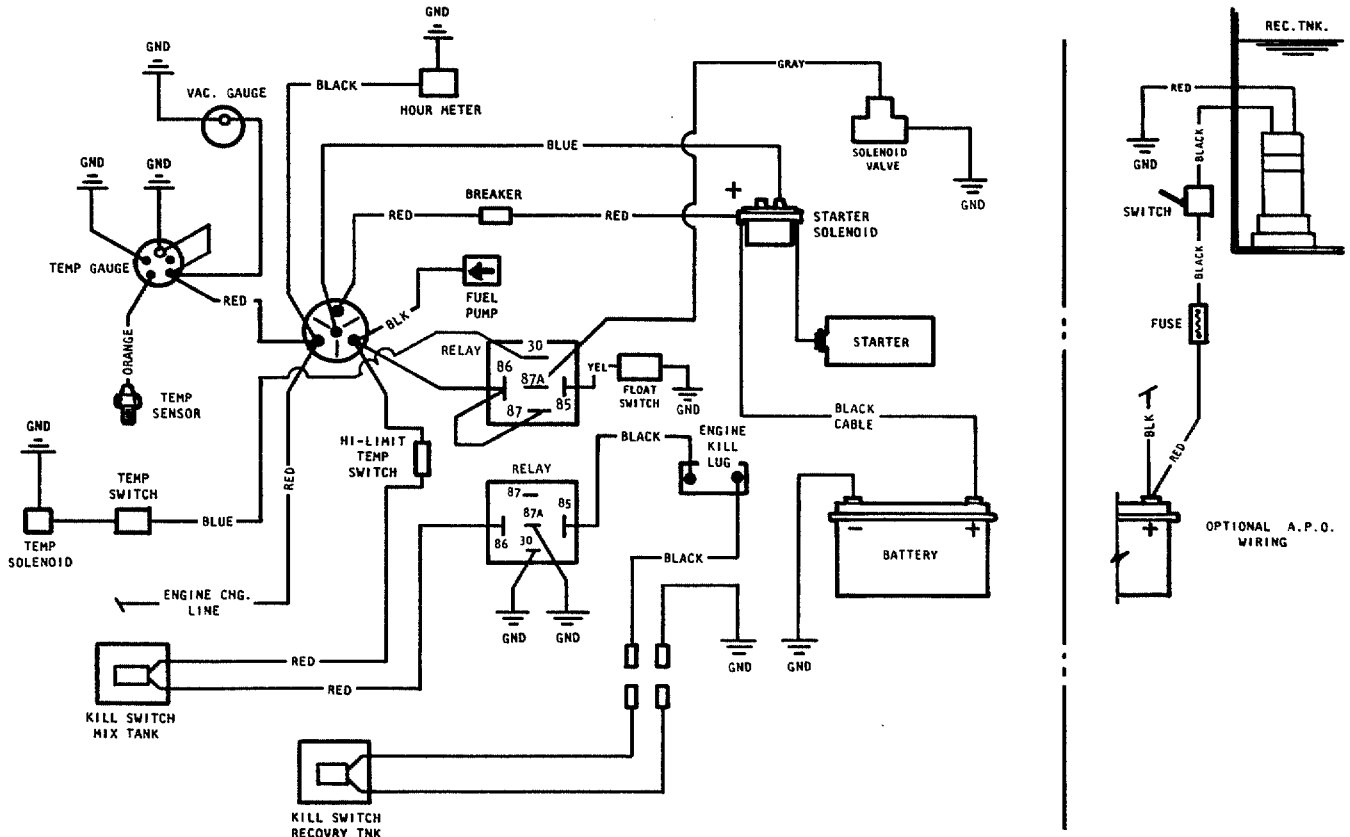 GND
REC.TNK.
GND
GRAY
BLACK
RED
VAC. GAUGE
HOUR METER
BLACK
BLUE
SOLENOID
VALVE
GND
GND
GND
BREAKER
+
SWITCH
GND
RED
RED
STARTER
SOLENOID
TEMP GAUGE
BLACK
RED
BLK
FUEL
PUMP
FUSE
ORANGE
RELAY
30
STARTER
86
87A
YEL
FLOAT
SWITCH
TEMP
SENSOR
87
85
GND
BLACK
CABLE
BLK
GND
HI-LIMIT
TEMP
SWITCH
BLACK
ENGINE
KILL
LUG
RED
RED
RELAY
TEMP
SWITCH
87
85
BLUE
87A
-
+
+
OPTIONAL A.P.O.
WIRING
86
30
TEMP
SOLENOID
BLACK
BATTERY
ENGINE CHG.
LINE
GND
GND
GND
GND
RED
RED
KILL SWITCH
MIX TANK
KILL SWITCH
RECOVRY TNK